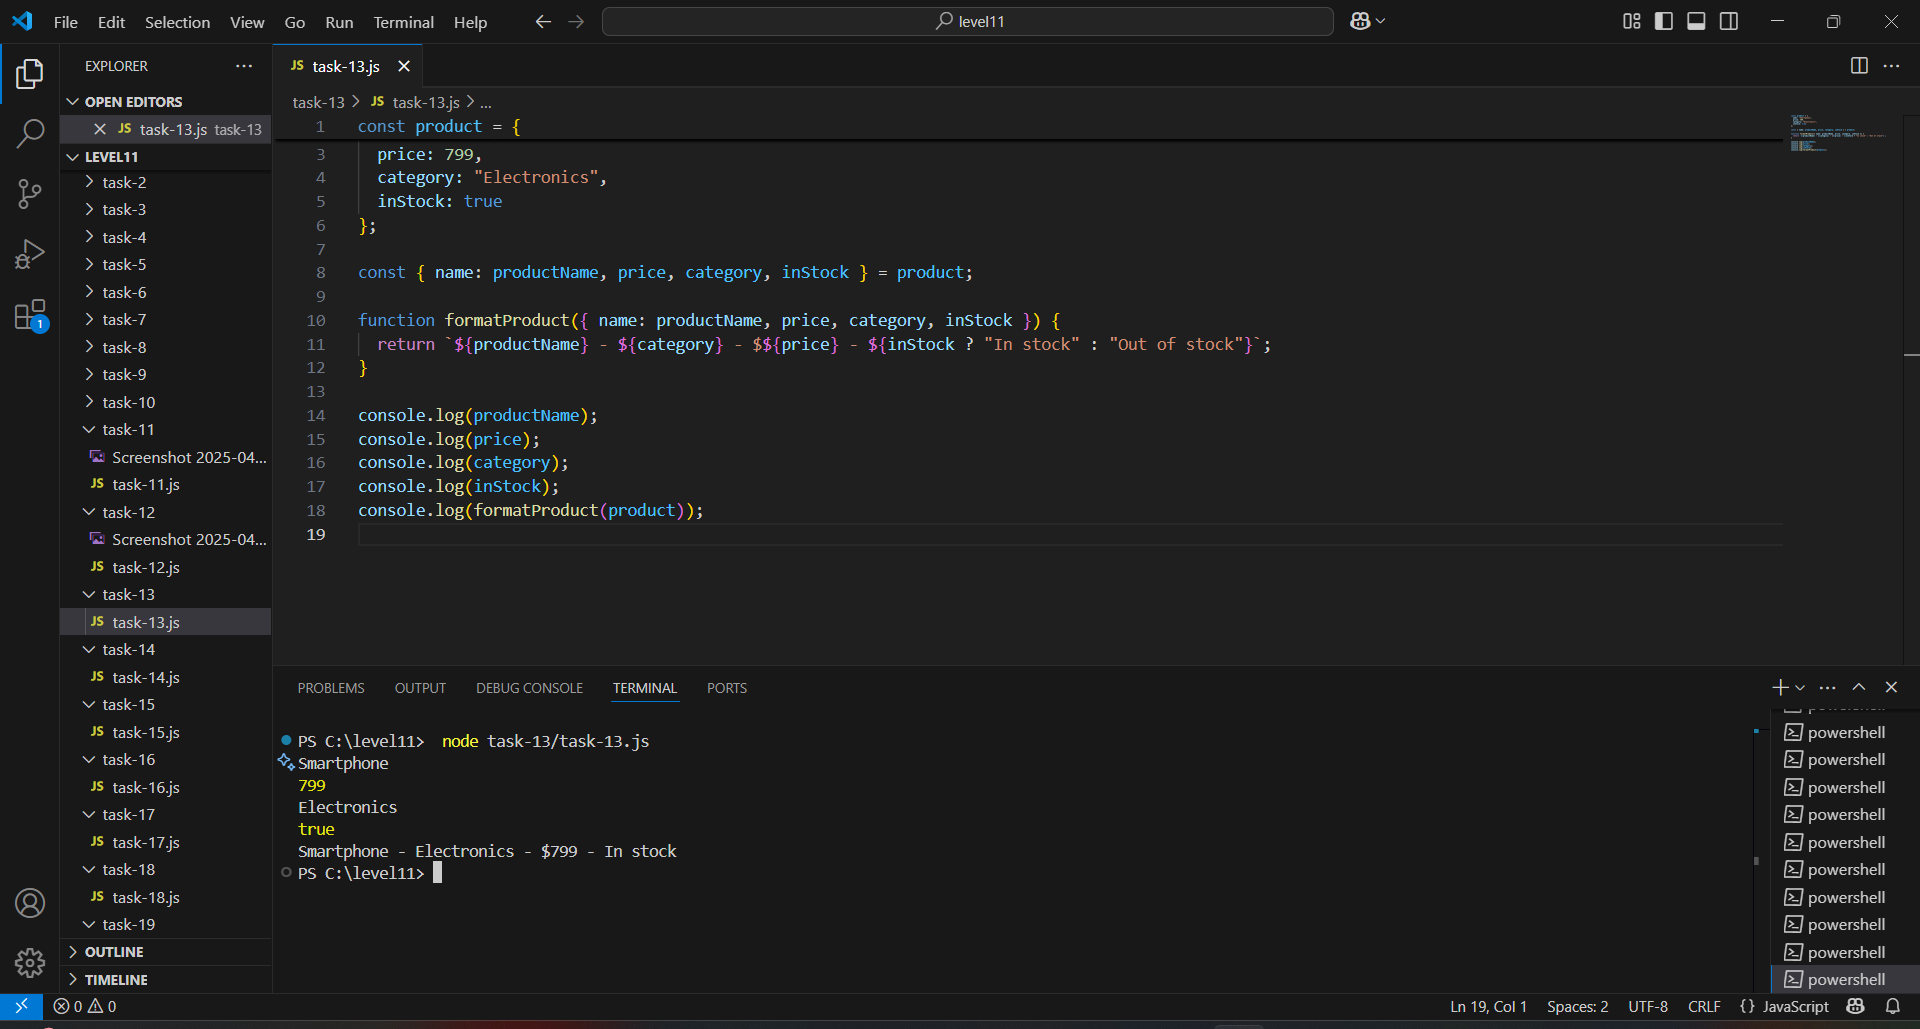 File Edit Selection View Go Run Terminal Help
level11
EXPLORER
OPEN EDITORS
JS task-13.js task-13
LEVEL11
task-2
task-3
task-4
task-5
task-6
task-7
task-8
task-9
task-10
task-11
Screenshot 2025-04...
JS task-11.js
task-12
Screenshot 2025-04...
JS task-12.js
task-13
JS task-13.js
task-14
JS task-14.js
task-15
JS task-15.js
task-16
JS task-16.js
task-17
JS task-17.js
task-18
JS task-18.js
task-19
OUTLINE
TIMELINE
1
JS task-13.js
task-13 > JS task-13.js > ...
1 const product = {
3 price: 799,
4 category: "Electronics",
5 inStock: true
6 };
7
8 const { name: productName, price, category, inStock } = product;
9
10 function formatProduct({ name: productName, price, category, inStock }) {
11 return `${productName} - ${category} - $${price} - ${inStock ? "In stock" : "Out of stock"}`;
12 }
13
14 console.log(productName);
15 console.log(price);
16 console.log(category);
17 console.log(inStock);
18 console.log(formatProduct(product));
19
PROBLEMS OUTPUT DEBUG CONSOLE TERMINAL PORTS
PS C:\level11> node task-13/task-13.js
Smartphone
799
Electronics
true
Smartphone - Electronics - $799 - In stock
PS C:\level11>
powershell
powershell
powershell
powershell
powershell
powershell
powershell
powershell
powershell
powershell
0 0
Ln 19, Col 1 Spaces: 2 UTF-8 CRLF {} JavaScript